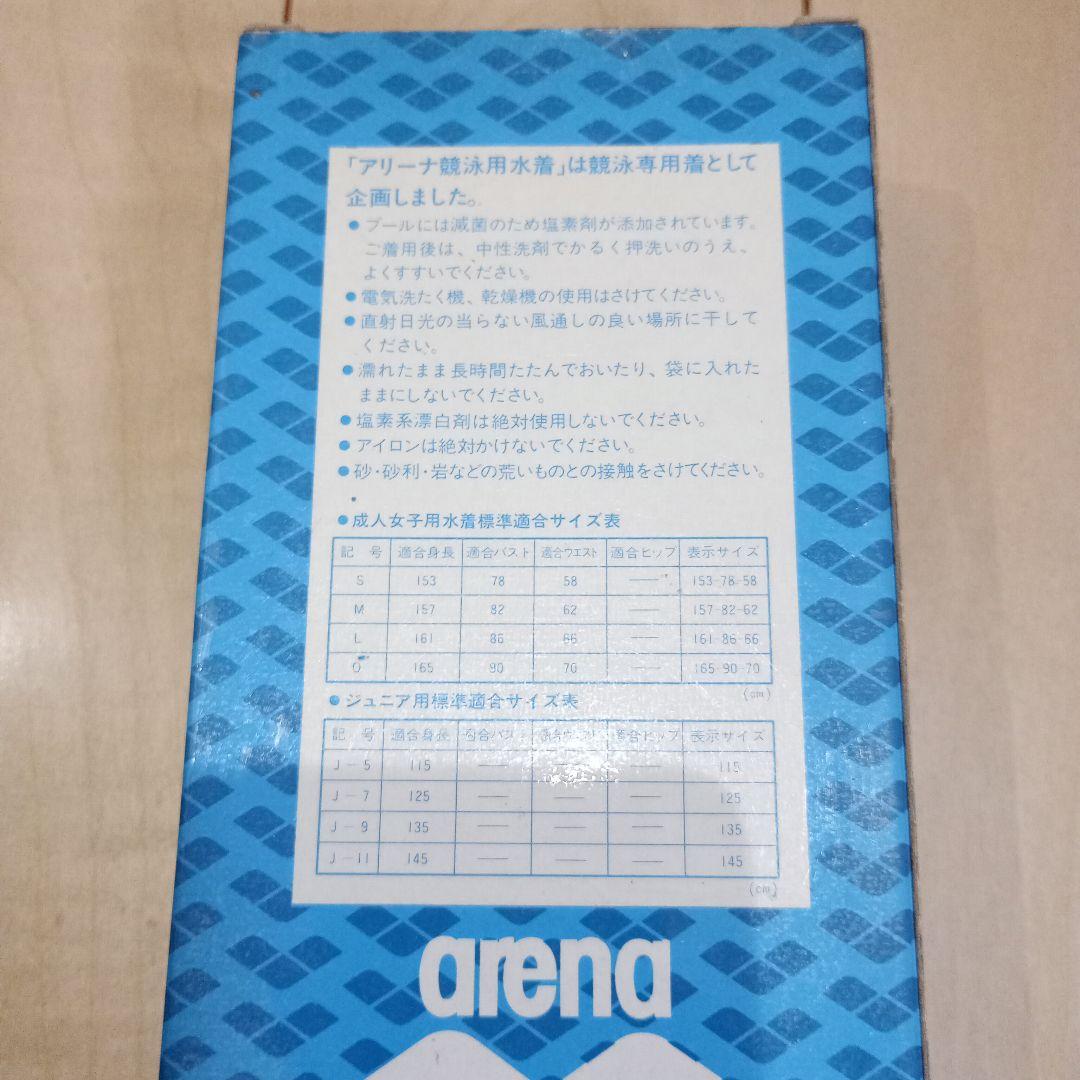 「アリーナ競泳用水着」は競泳専用着として
企画しました。
●プールには滅菌のため塩素剤が添加されています。
ご着用後は、中性洗剤でかるく押洗いのうえ、
よくすすいでください。
●電気洗たく機、乾燥機の使用はさけてください。
●直射日光の当らない風通しの良い場所に干して
ください。
●濡れたまま長時間たたんでおいたり、袋に入れた
ままにしないでください。
●塩素系漂白剤は絶対使用しないでください。
●アイロンは絶対かけないでください。
●砂・砂利・岩などの荒いものとの接触をさけてください。
●成人女子用水着標準適合サイズ表
記 号 適合身長 適合バスト 適合ウエスト 適合ヒップ 表示サイズ
S 153 78 58 — 153-78-58
M 157 82 62 — 157-82-62
L 161 86 66 — 161-86-66
O 165 90 70 — 165-90-70
(cm)
●ジュニア用標準適合サイズ表
記 号 適合身長 適合バスト 適合ウエスト 適合ヒップ 表示サイズ
J-5 115 — — — 115
J-7 125 — — — 125
J-9 135 — — — 135
J-11 145 — — — 145
(cm)
arena